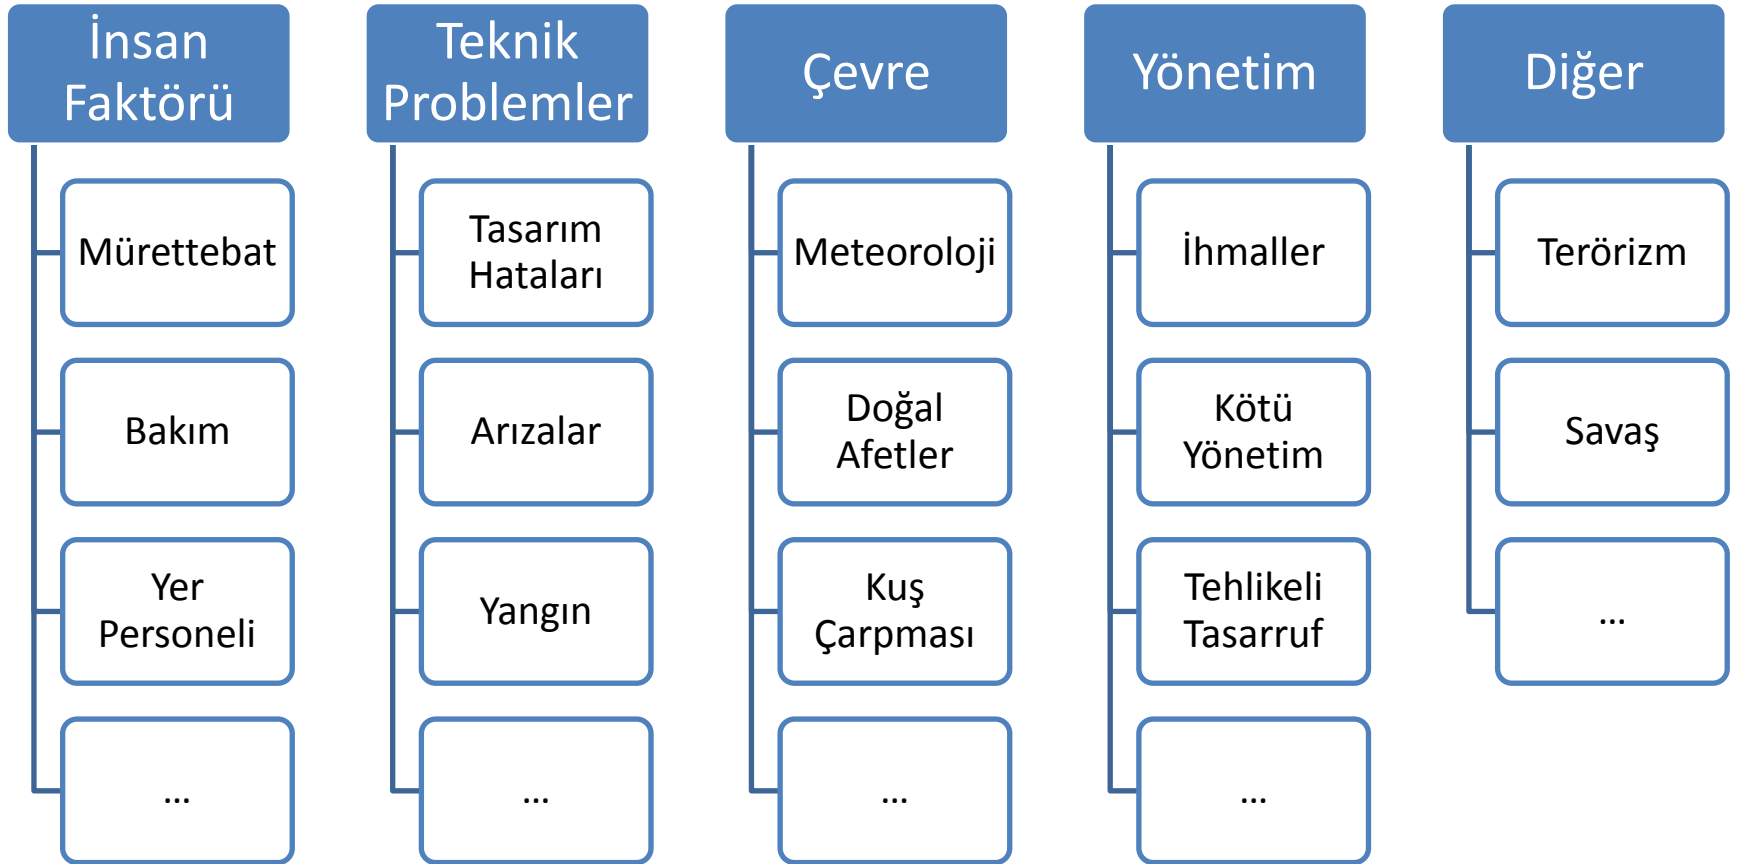 İnsan
Faktörü
Mürettebat
Bakım
Yer
Personeli
...
Teknik
Problemler
Tasarım
Hataları
Arızalar
Yangın
...
Çevre
Meteoroloji
Doğal
Afetler
Kuş
Çarpması
...
Yönetim
İhmaller
Kötü
Yönetim
Tehlikeli
Tasarruf
...
Diğer
Terörizm
Savaş
...